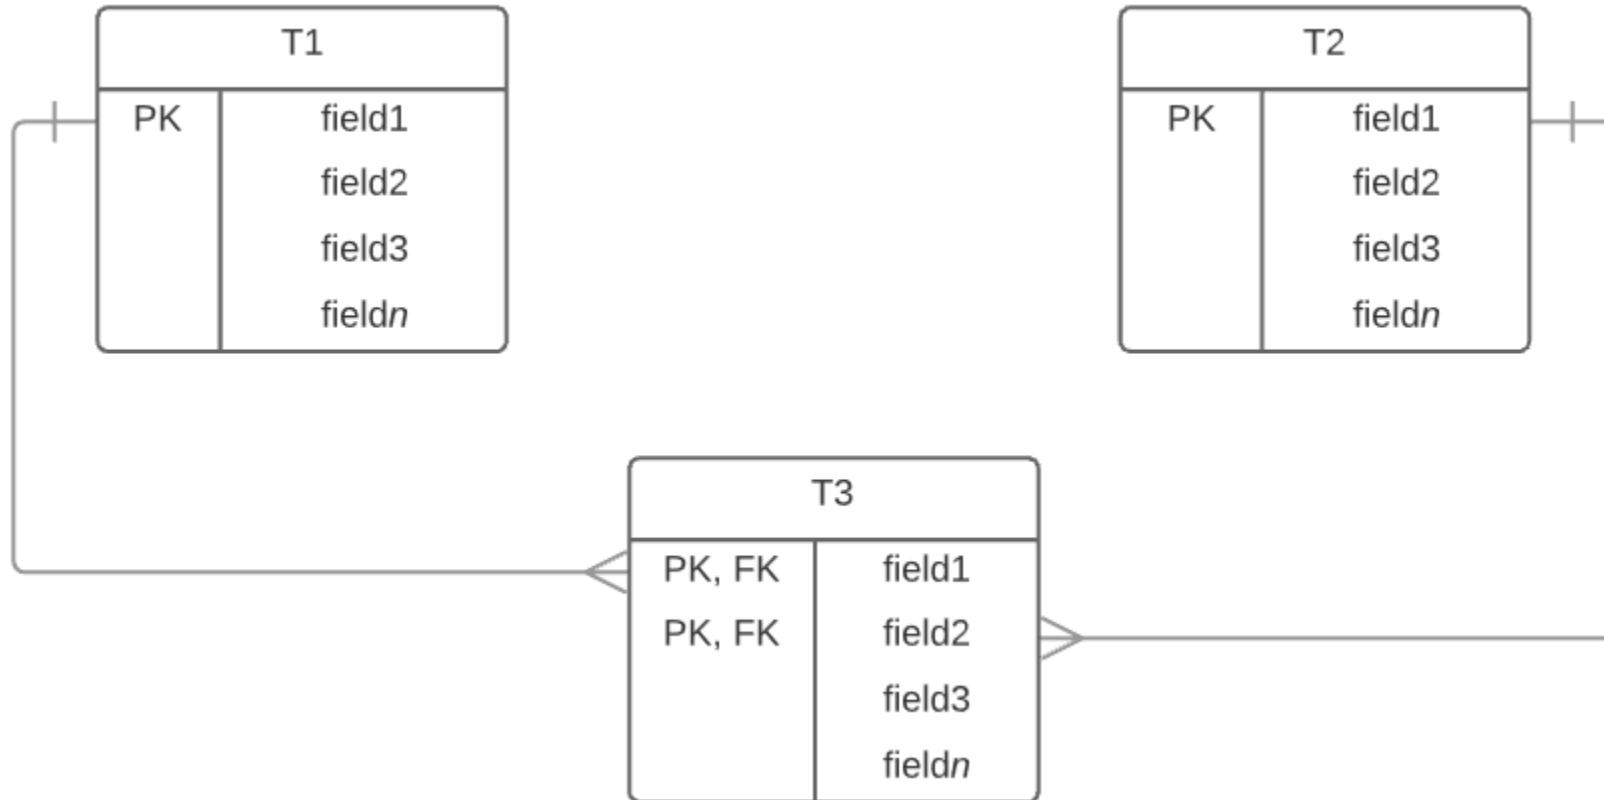 T1
PK field1
field2
field3
fieldn
T2
PK field1
field2
field3
fieldn
T3
PK, FK field1
PK, FK field2
field3
fieldn